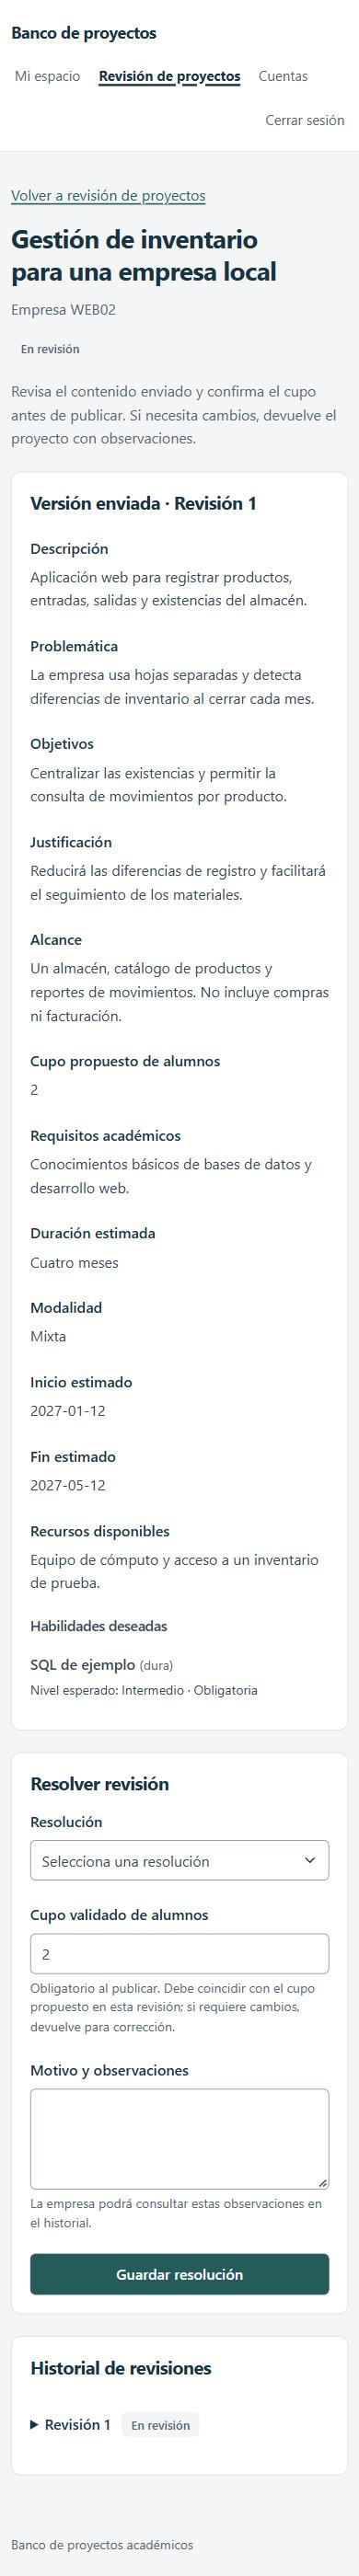 Banco de proyectos
Mi espacio Revisión de proyectos Cuentas
Cerrar sesión
Volver a revisión de proyectos
Gestión de inventario
para una empresa local
Empresa WEB02
En revisión
Revisa el contenido enviado y confirma el cupo
antes de publicar. Si necesita cambios, devuelve el
proyecto con observaciones.
Versión enviada · Revisión 1
Descripción
Aplicación web para registrar productos,
entradas, salidas y existencias del almacén.
Problemática
La empresa usa hojas separadas y detecta
diferencias de inventario al cerrar cada mes.
Objetivos
Centralizar las existencias y permitir la
consulta de movimientos por producto.
Justificación
Reducirá las diferencias de registro y facilitará
el seguimiento de los materiales.
Alcance
Un almacén, catálogo de productos y
reportes de movimientos. No incluye compras
ni facturación.
Cupo propuesto de alumnos
2
Requisitos académicos
Conocimientos básicos de bases de datos y
desarrollo web.
Duración estimada
Cuatro meses
Modalidad
Mixta
Inicio estimado
2027-01-12
Fin estimado
2027-05-12
Recursos disponibles
Equipo de cómputo y acceso a un inventario
de prueba.
Habilidades deseadas
SQL de ejemplo (dura)
Nivel esperado: Intermedio · Obligatoria
Resolver revisión
Resolución
Selecciona una resolución
Cupo validado de alumnos
2
Obligatorio al publicar. Debe coincidir con el cupo
propuesto en esta revisión; si requiere cambios,
devuelve para corrección.
Motivo y observaciones
La empresa podrá consultar estas observaciones en
el historial.
Guardar resolución
Historial de revisiones
Revisión 1 En revisión
Banco de proyectos académicos